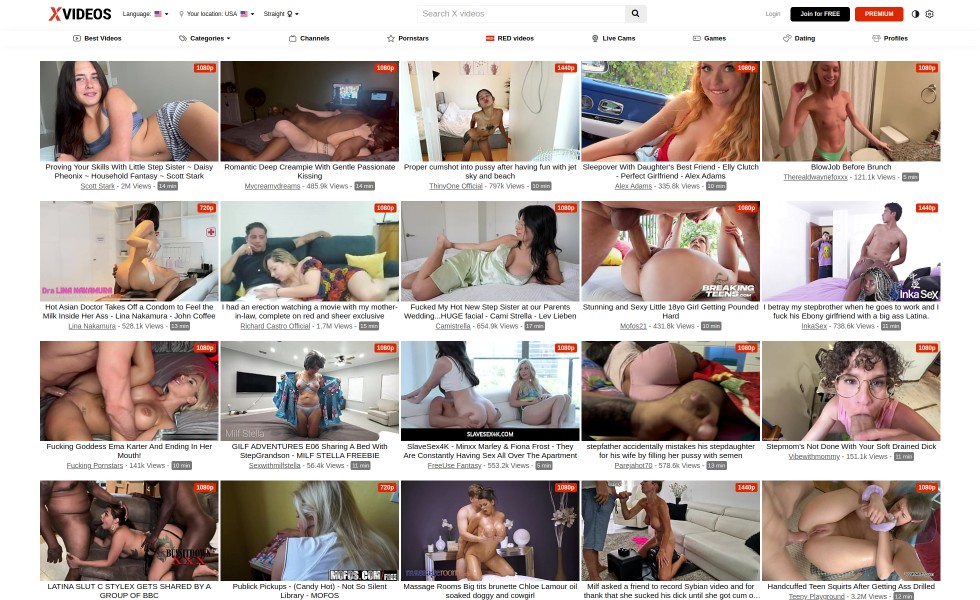 XVIDEOS Language: Your location: USA Straight Search X videos Login Join for FREE PREMIUM
Best Videos Categories Channels Pornstars RED videos Live Cams Games Dating Profiles
1080p 1080p 1440p 1080p 1080p
Proving Your Skills With Little Step Sister ~ Daisy
Pheonix ~ Household Fantasy ~ Scott Stark
Scott Stark - 2M Views - 14 min
Romantic Deep Creampie With Gentle Passionate
Kissing
Mycreamydreams - 485.9k Views - 14 min
Proper cumshot into pussy after having fun with jet
sky and beach
ThinyOne Official - 797k Views - 10 min
Sleepover With Daughter's Best Friend - Elly Clutch
- Perfect Girlfriend - Alex Adams
Alex Adams - 335.8k Views - 10 min
BlowJob Before Brunch
Therealdwaynefoxxx - 121.1k Views - 5 min
720p 1080p 1080p 1080p 1440p
Dra LINA NAKAMURA
BREAKING
TEENS.COM
InkaSex
Hot Asian Doctor Takes Off a Condom to Feel the
Milk Inside Her Ass - Lina Nakamura - John Coffee
Lina Nakamura - 528.1k Views - 13 min
I had an erection watching a movie with my mother-
in-law, complete on red and sheer exclusive
Richard Castro Official - 1.7M Views - 15 min
Fucked My Hot New Step Sister at our Parents
Wedding...HUGE facial - Cami Strella - Lev Lieben
Camistrella - 654.9k Views - 17 min
Stunning and Sexy Little 18yo Girl Getting Pounded
Hard
Mofos21 - 431.8k Views - 10 min
I betray my stepbrother when he goes to work and I
fuck his Ebony girlfriend with a big ass Latina.
InkaSex - 738.6k Views - 11 min
1080p 1080p 1080p 1080p 1080p
Milf Stella
SLAVESEX4K.COM
Fucking Goddess Ema Karter And Ending In Her
Mouth!
Fucking Pornstars - 141k Views - 10 min
GILF ADVENTURES E06 Sharing A Bed With
StepGrandson - MILF STELLA FREEBIE
Sexwithmilfstella - 56.4k Views - 11 min
SlaveSex4K - Minxx Marley & Fiona Frost - They
Are Constantly Having Sex All Over The Apartment
FreeUse Fantasy - 553.2k Views - 5 min
stepfather accidentally mistakes his stepdaughter
for his wife by filling her pussy with semen
Parejahot70 - 578.6k Views - 13 min
Stepmom's Not Done With Your Soft Drained Dick
Vibewithmommy - 151.1k Views - 11 min
1080p 720p 1080p 1440p 1080p
MOFOS.COM
LATINA SLUT C STYLEX GETS SHARED BY A
GROUP OF BBC
Publick Pickups - (Candy Hot) - Not So Silent
Library - MOFOS
Massage Rooms Big tits brunette Chloe Lamour oil
soaked doggy and cowgirl
Milf asked a friend to record Sybian video and for
thank that she sucked his dick until she got cum o...
Handcuffed Teen Squirts After Getting Ass Drilled
Teeny Playground - 3.2M Views - 12 min